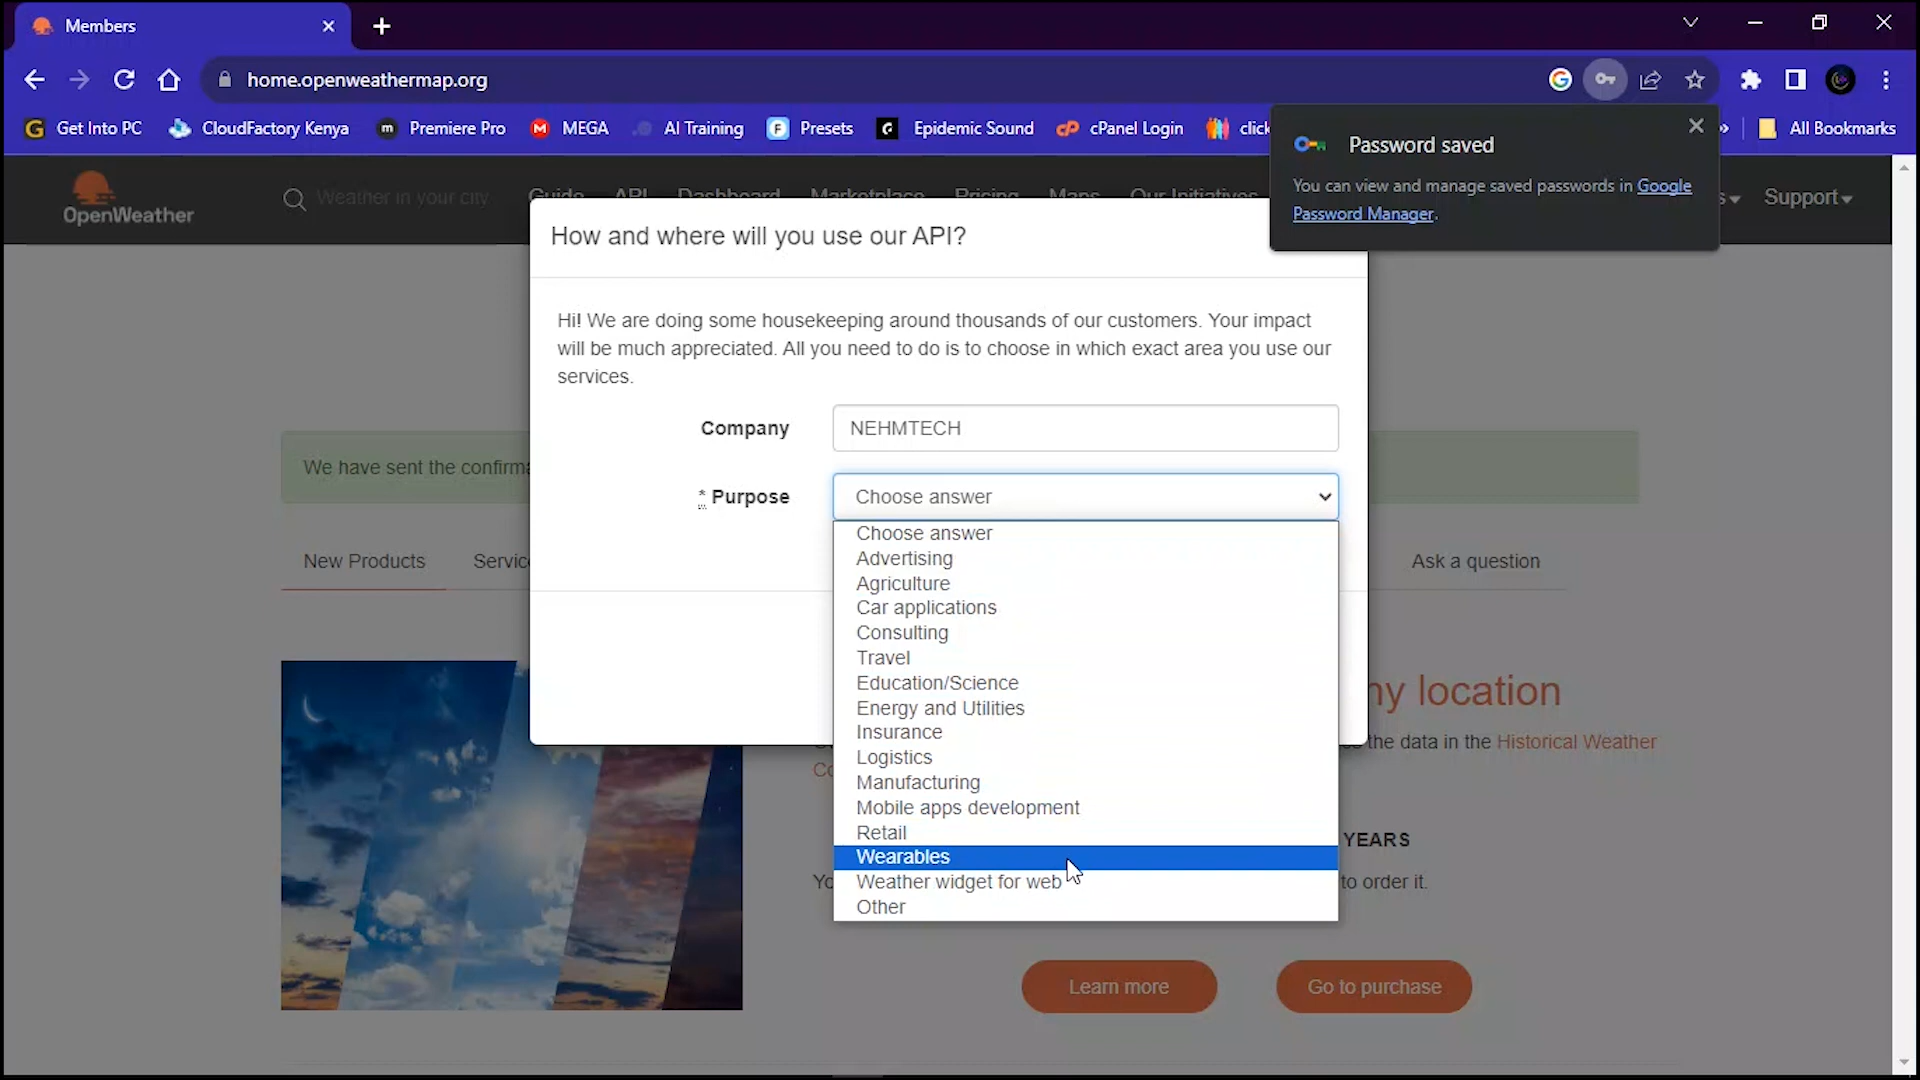 Members
home.openweathermap.org
Get Into PC
CloudFactory Kenya
Premiere Pro
MEGA
AI Training
Presets
Epidemic Sound
cPanel Login
click
» All Bookmarks
Password saved
You can view and manage saved passwords in Google
Password Manager.
OpenWeather
Weather in your city
Guide
API
Dashboard
Marketplace
Pricing
Maps
Our Initiatives
s
Support
How and where will you use our API?
Hi! We are doing some housekeeping around thousands of our customers. Your impact
will be much appreciated. All you need to do is to choose in which exact area you use our
services.
Company NEHMTECH
We have sent the confirma
* Purpose Choose answer
Choose answer
Advertising
Agriculture
Car applications
Consulting
Travel
Education/Science
Energy and Utilities
Insurance
Logistics
Manufacturing
Mobile apps development
Retail
Wearables
Weather widget for web
Other
New Products
Servic
Ask a question
ny location
the data in the Historical Weather
YEARS
to order it.
Learn more
Go to purchase